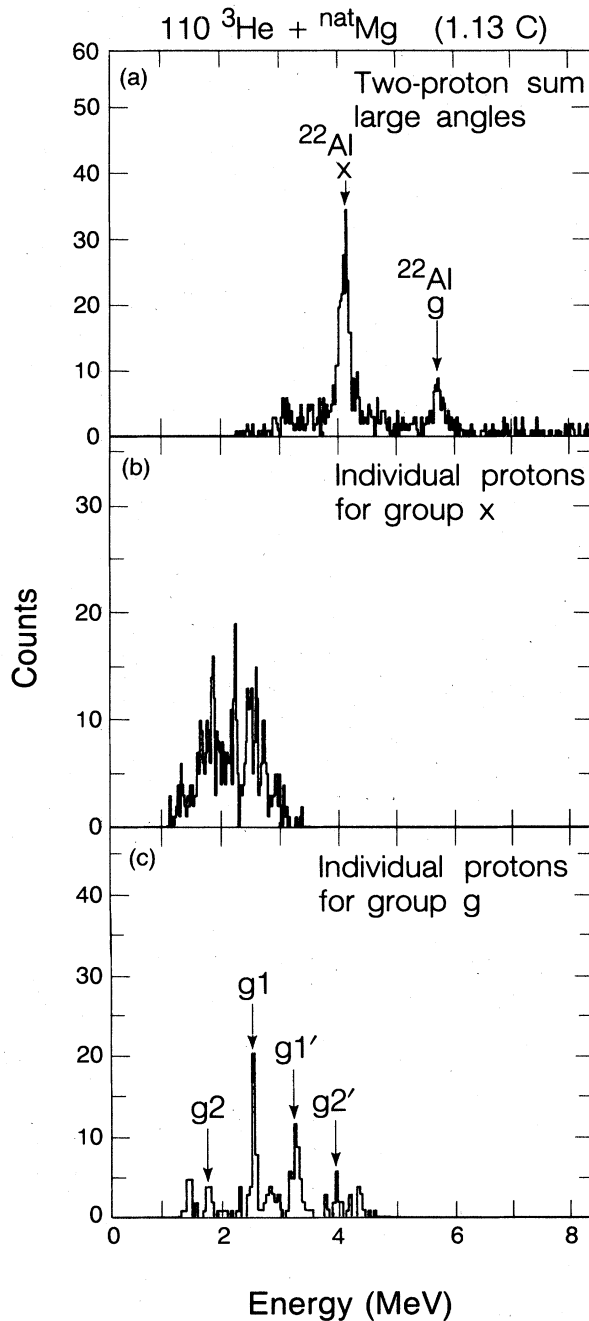 110 ³He + ⁿᵃᵗMg (1.13 C)
60
50
40
30
20
10
0
(a)
Two-proton sum
large angles
²²Al
x
²²Al
g
30
20
10
0
(b)
Individual protons
for group x
Counts
40
30
20
10
0
(c)
Individual protons
for group g
g1
g1′
g2
g2′
0 2 4 6 8
Energy (MeV)